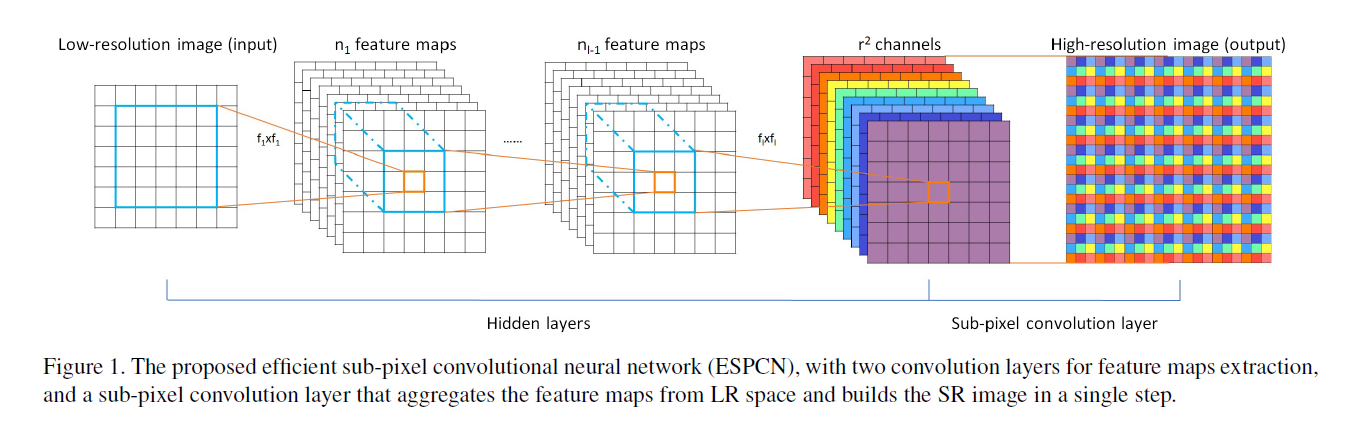 Low-resolution image (input)
n1 feature maps
nl-1 feature maps
r² channels
High-resolution image (output)
f1xf1
......
flxfl
Hidden layers
Sub-pixel convolution layer
Figure 1. The proposed efficient sub-pixel convolutional neural network (ESPCN), with two convolution layers for feature maps extraction,
and a sub-pixel convolution layer that aggregates the feature maps from LR space and builds the SR image in a single step.